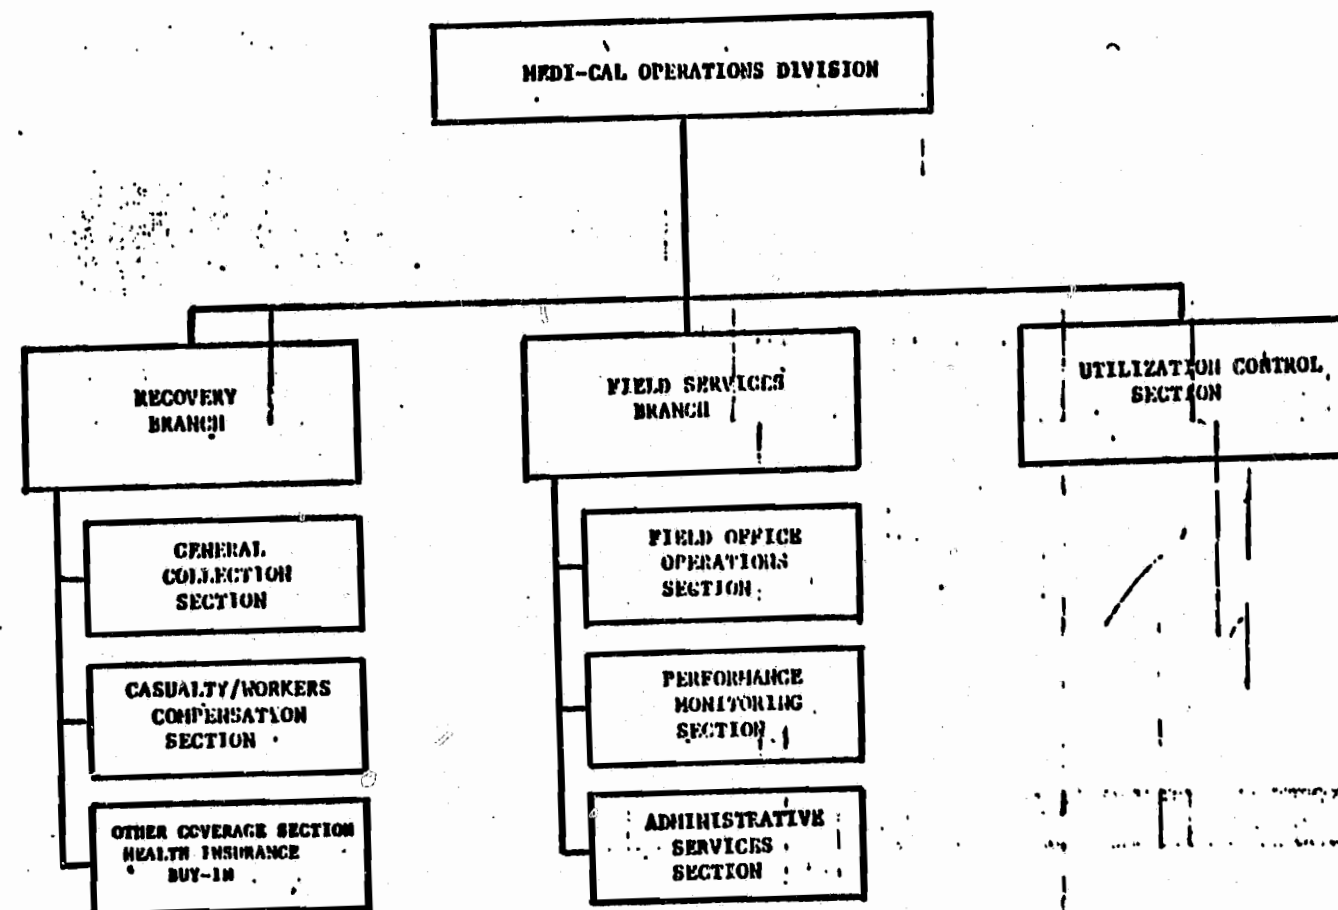 MEDI-CAL OPERATIONS DIVISION
RECOVERY
BRANCH
FIELD SERVICES
BRANCH
UTILIZATION CONTROL
SECTION
GENERAL
COLLECTION
SECTION
CASUALTY/WORKERS
COMPENSATION
SECTION
OTHER COVERAGE SECTION
HEALTH INSURANCE
BUY-IN
FIELD OFFICE
OPERATIONS
SECTION
PERFORMANCE
MONITORING
SECTION
ADMINISTRATIVE
SERVICES
SECTION